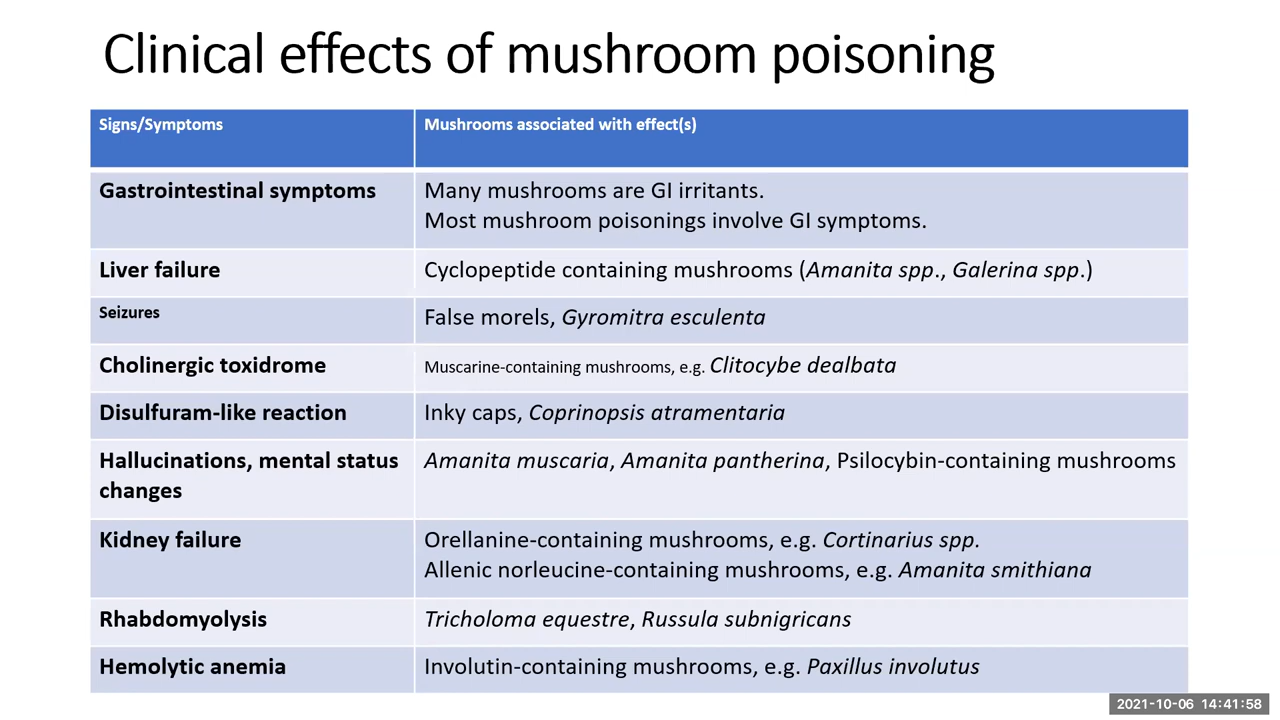 Clinical effects of mushroom poisoning
Signs/Symptoms
Mushrooms associated with effect(s)
Gastrointestinal symptoms
Many mushrooms are GI irritants.
Most mushroom poisonings involve GI symptoms.
Liver failure
Cyclopeptide containing mushrooms (Amanita spp., Galerina spp.)
Seizures
False morels, Gyromitra esculenta
Cholinergic toxidrome
Muscarine-containing mushrooms, e.g. Clitocybe dealbata
Disulfuram-like reaction
Inky caps, Coprinopsis atramentaria
Hallucinations, mental status
changes
Amanita muscaria, Amanita pantherina, Psilocybin-containing mushrooms
Kidney failure
Orellanine-containing mushrooms, e.g. Cortinarius spp.
Allenic norleucine-containing mushrooms, e.g. Amanita smithiana
Rhabdomyolysis
Tricholoma equestre, Russula subnigricans
Hemolytic anemia
Involutin-containing mushrooms, e.g. Paxillus involutus
2021-10-06 14:41:58